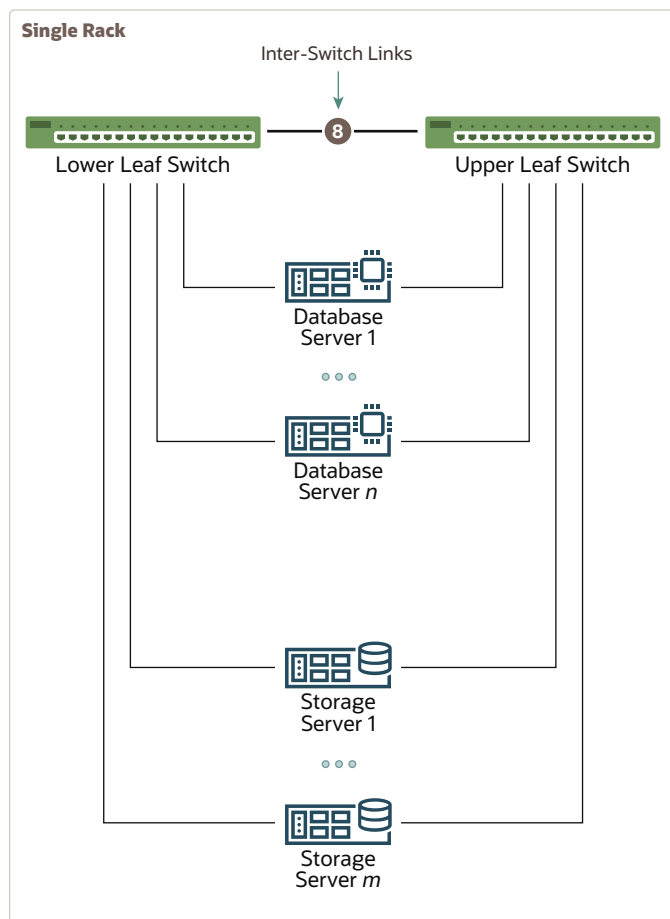 Single Rack
Inter-Switch Links
8
Lower Leaf Switch
Upper Leaf Switch
Database
Server 1
Database
Server n
Storage
Server 1
Storage
Server m